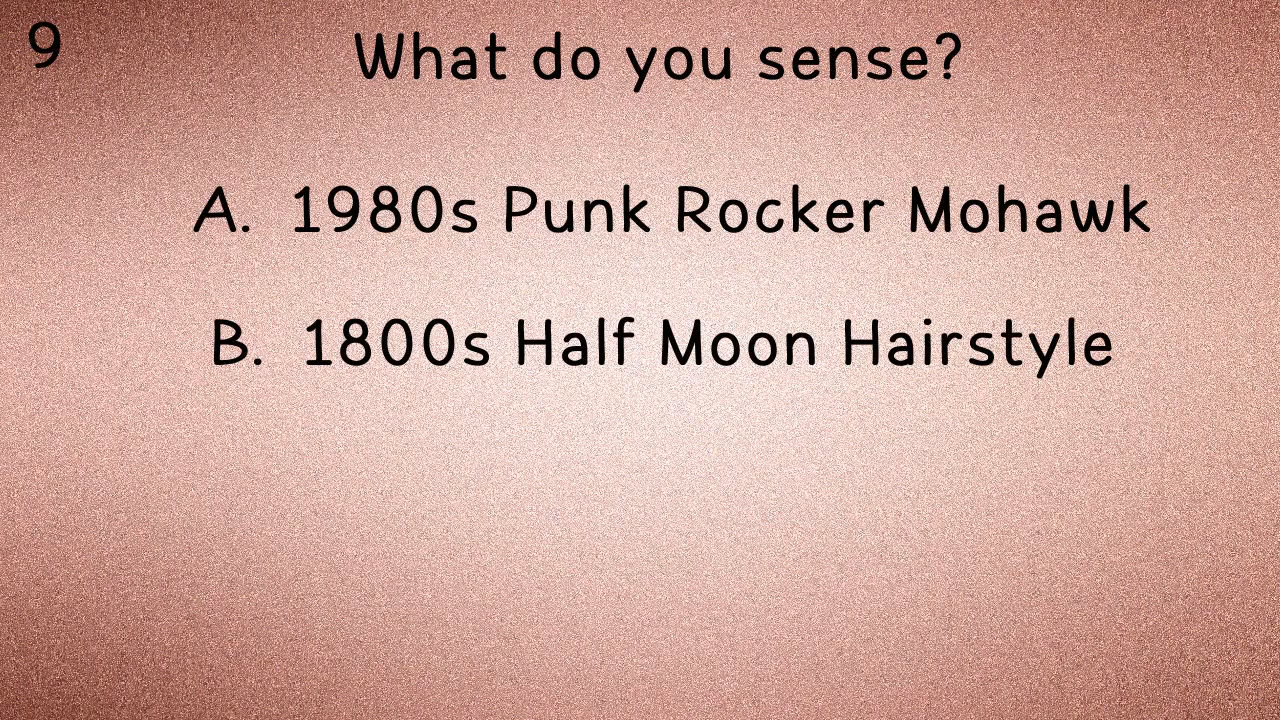 9
What do you sense?
A. 1980s Punk Rocker Mohawk
B. 1800s Half Moon Hairstyle